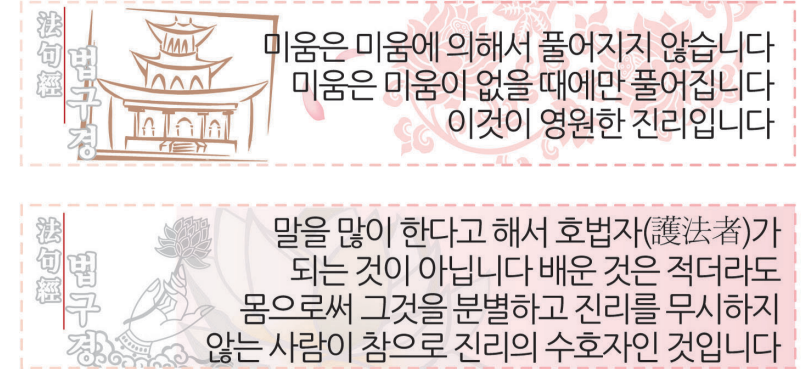 法句經
법구경
미움은 미움에 의해서 풀어지지 않습니다
미움은 미움이 없을 때에만 풀어집니다
이것이 영원한 진리입니다
法句經
법구경
말을 많이 한다고 해서 호법자(護法者)가
되는 것이 아닙니다 배운 것은 적더라도
몸으로써 그것을 분별하고 진리를 무시하지
않는 사람이 참으로 진리의 수호자인 것입니다